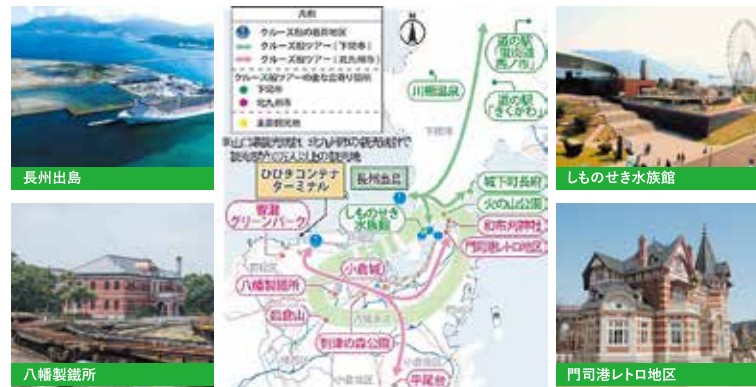 長州出島
八幡製鐵所
凡例
クルーズ船の着岸地区
クルーズ船ツアー(下関市)
クルーズ船ツアー(北九州市)
クルーズ船ツアーの主な立寄り箇所
下関市
北九州市
主要観光地
N
道の駅
西ノ市」
川棚温泉
道の駅
「きくがわ」
下関市
ひびきコンテナ
ターミナル
長州出島
城下町長府
火の山公園
しものせき
水族館
和布刈神社
門司港レトロ地区
響灘
グリーンパーク
小倉城
八幡製鐵所
皿倉山
到津の森公園
平尾台
しものせき水族館
門司港レトロ地区